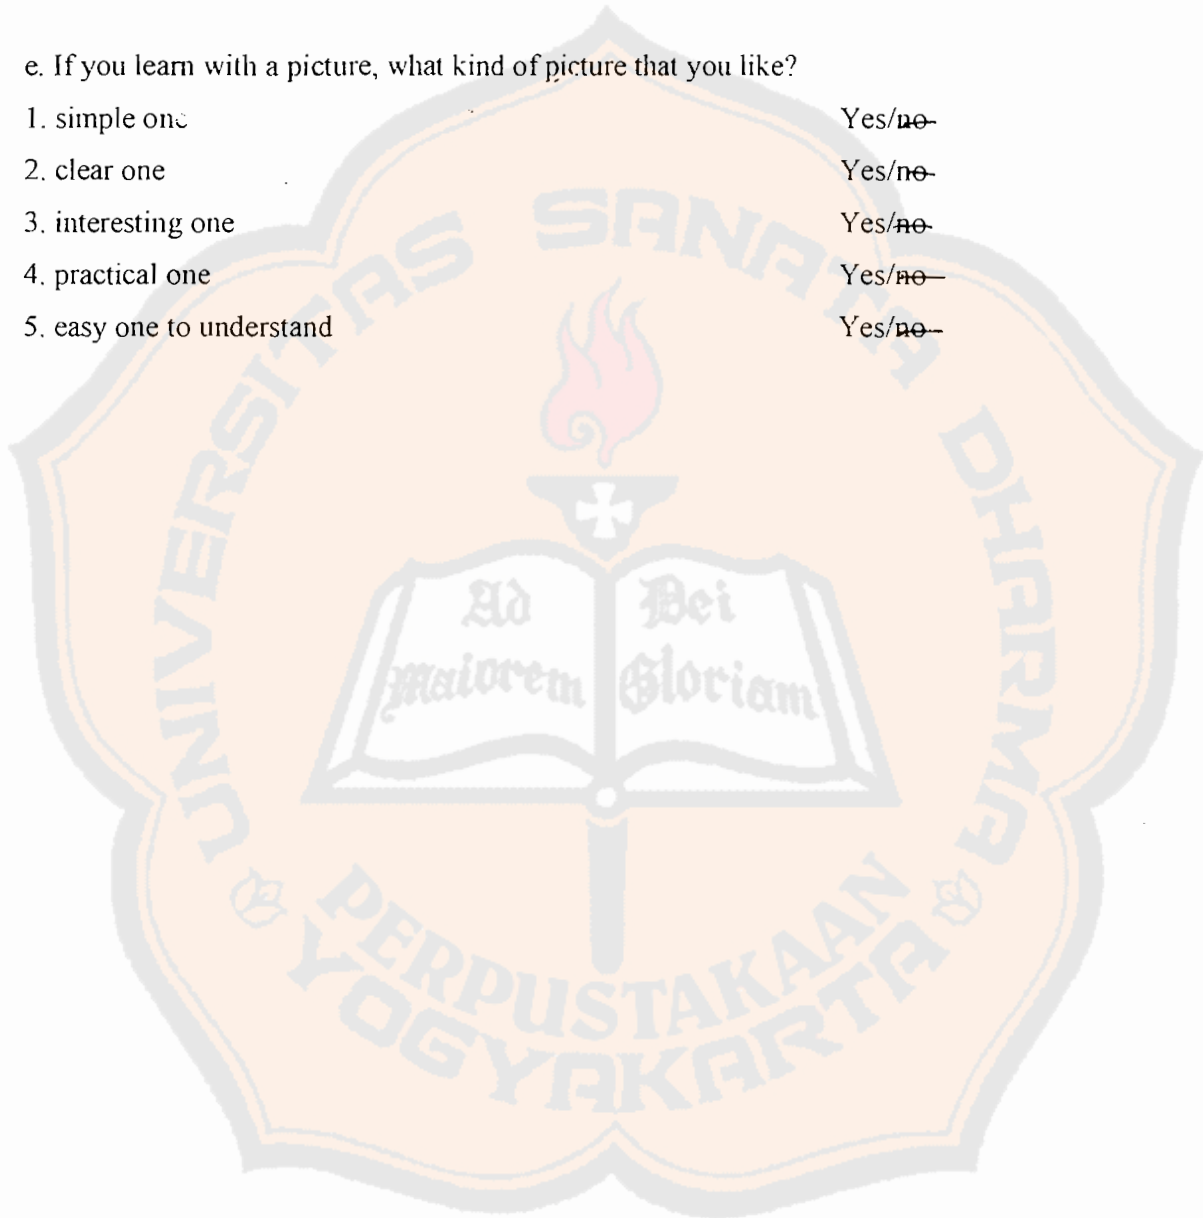 e. If you learn with a picture, what kind of picture that you like?
1. simple one Yes/no
2. clear one Yes/no
3. interesting one Yes/no
4. practical one Yes/no
5. easy one to understand Yes/no
UNIVERSITAS SANATA DHARMA
Ad Dei
Maiorem Gloriam
PERPUSTAKAAN
YOGYAKARTA